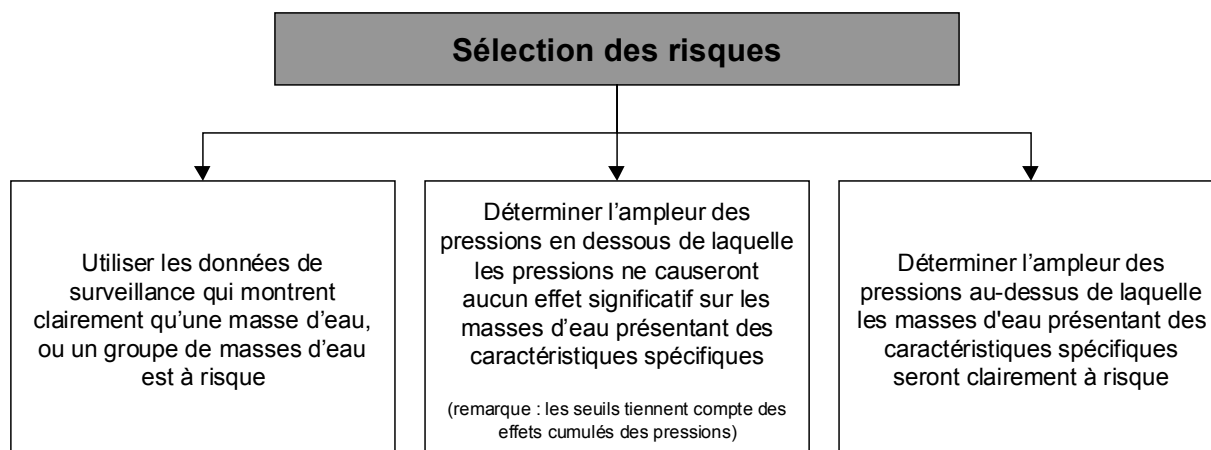 Sélection des risques
Utiliser les données de
surveillance qui montrent
clairement qu’une masse d’eau,
ou un groupe de masses d’eau
est à risque
Déterminer l’ampleur des
pressions en dessous de laquelle
les pressions ne causeront
aucun effet significatif sur les
masses d’eau présentant des
caractéristiques spécifiques
(remarque : les seuils tiennent compte des
effets cumulés des pressions)
Déterminer l’ampleur des
pressions au-dessus de laquelle
les masses d'eau présentant des
caractéristiques spécifiques
seront clairement à risque